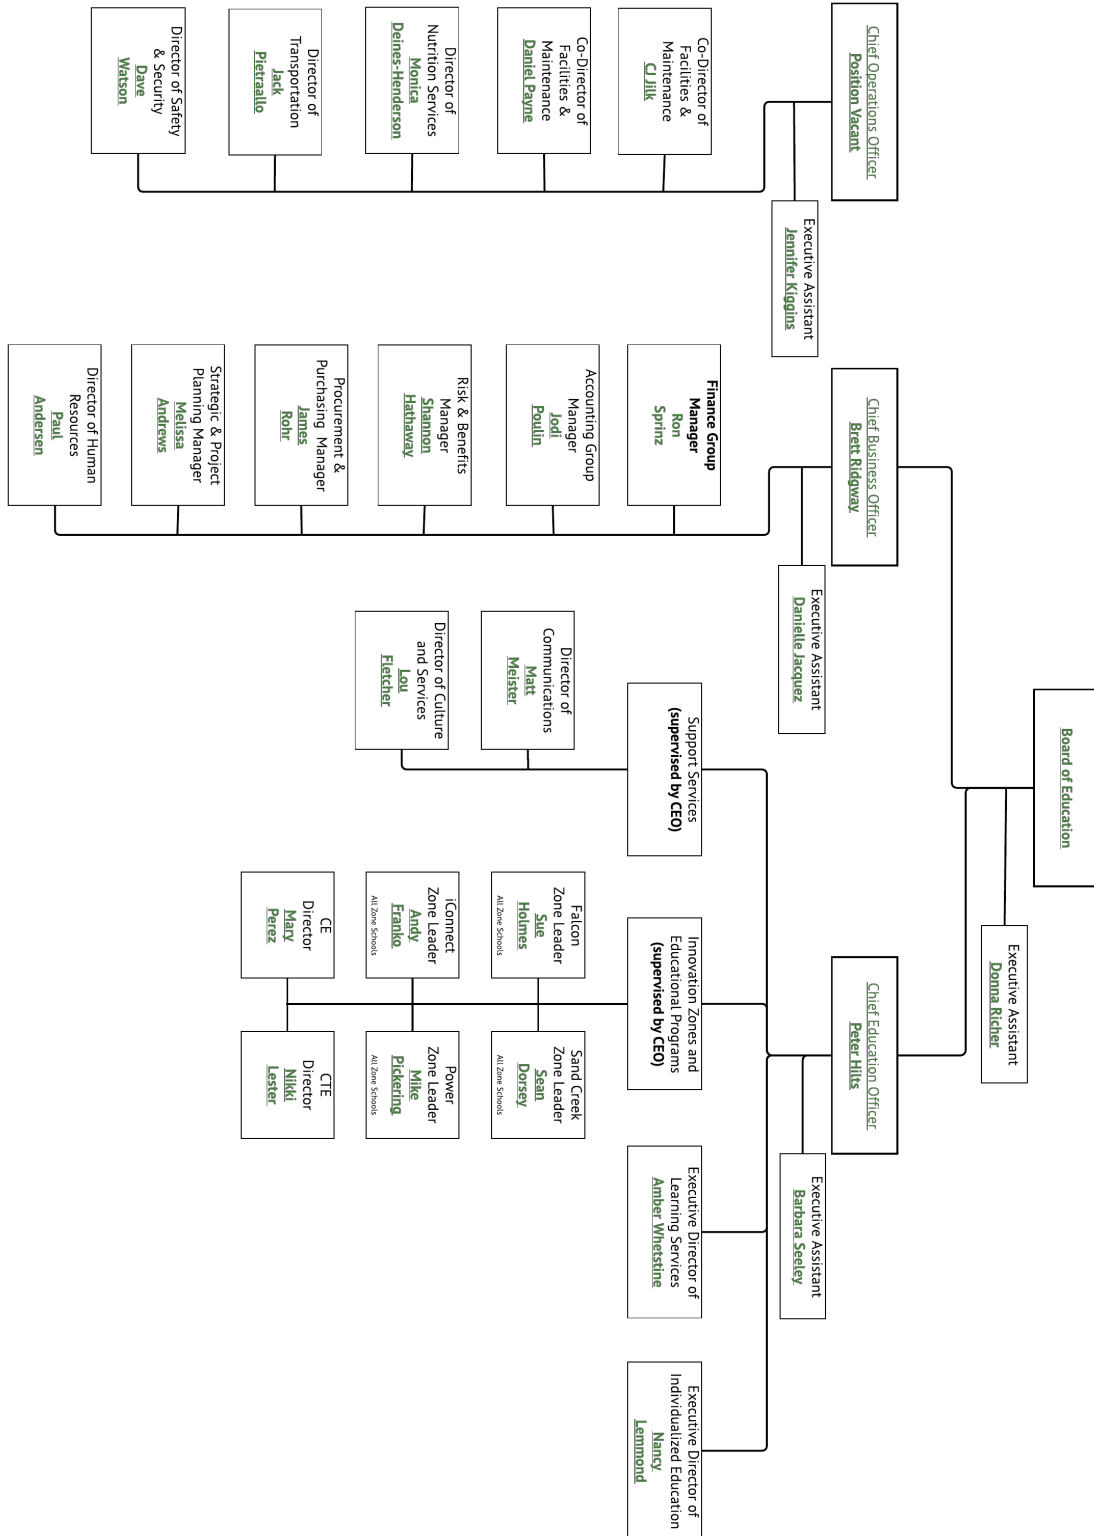 Board of Education
Executive Assistant
Donna Richer
Chief Operations Officer
Position Vacant
Chief Business Officer
Brett Ridgway
Chief Education Officer
Peter Hilts
Executive Assistant
Jennifer Kiggins
Executive Assistant
Danielle Jacquez
Executive Assistant
Barbara Seeley
Co-Director of
Facilities &
Maintenance
CJ Jilk
Co-Director of
Facilities &
Maintenance
Daniel Payne
Director of
Nutrition Services
Monica
Deines-Henderson
Director of
Transportation
Jack
Pietraallo
Director of Safety
& Security
Dave
Watson
Finance Group
Manager
Ron
Sprinz
Accounting Group
Manager
Jodi
Poulin
Risk & Benefits
Manager
Shannon
Hathaway
Procurement &
Purchasing Manager
James
Rohr
Strategic & Project
Planning Manager
Melissa
Andrews
Director of Human
Resources
Paul
Andersen
Support Services
(supervised by CEO)
Director of
Communications
Matt
Meister
Director of Culture
and Services
Lou
Fletcher
Innovation Zones and
Educational Programs
(supervised by CEO)
Falcon
Zone Leader
Sue
Holmes
All Zone Schools
Sand Creek
Zone Leader
Sean
Dorsey
All Zone Schools
iConnect
Zone Leader
Andy
Franko
All Zone Schools
Power
Zone Leader
Mike
Pickering
All Zone Schools
CE
Director
Mary
Perez
CTE
Director
Nikki
Lester
Executive Director of
Learning Services
Amber Whetstine
Executive Director of
Individualized Education
Nancy
Lemmond